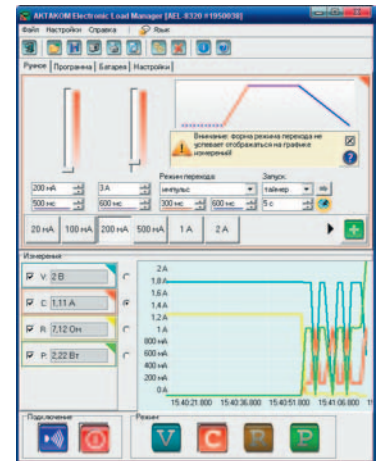 AKTAKOM Electronic Load Manager [AEL-8320 #1950038]
Файл Настройки Справка Язык
Ручное Программа Батарея Настройки
Внимание: форма режима перехода не
успевает отображаться на графике
измерений!
Режим перехода Запуск
200 мА 3 А импульс таймер
500 мс 600 мс 300 мс 600 мс 5 с
20 мА 100 мА 200 мА 500 мА 1 А 2 А
Измерения
V 2 В
C 1,11 А
R 7,12 Ом
P 2,22 Вт
2 А
1,8 А
1,6 А
1,4 А
1,2 А
1 А
800 мА
600 мА
400 мА
200 мА
0 А
15:40:21.800 15:40:36.800 15:40:51.800 15:41:06.800
Подключение Режим
V C R P